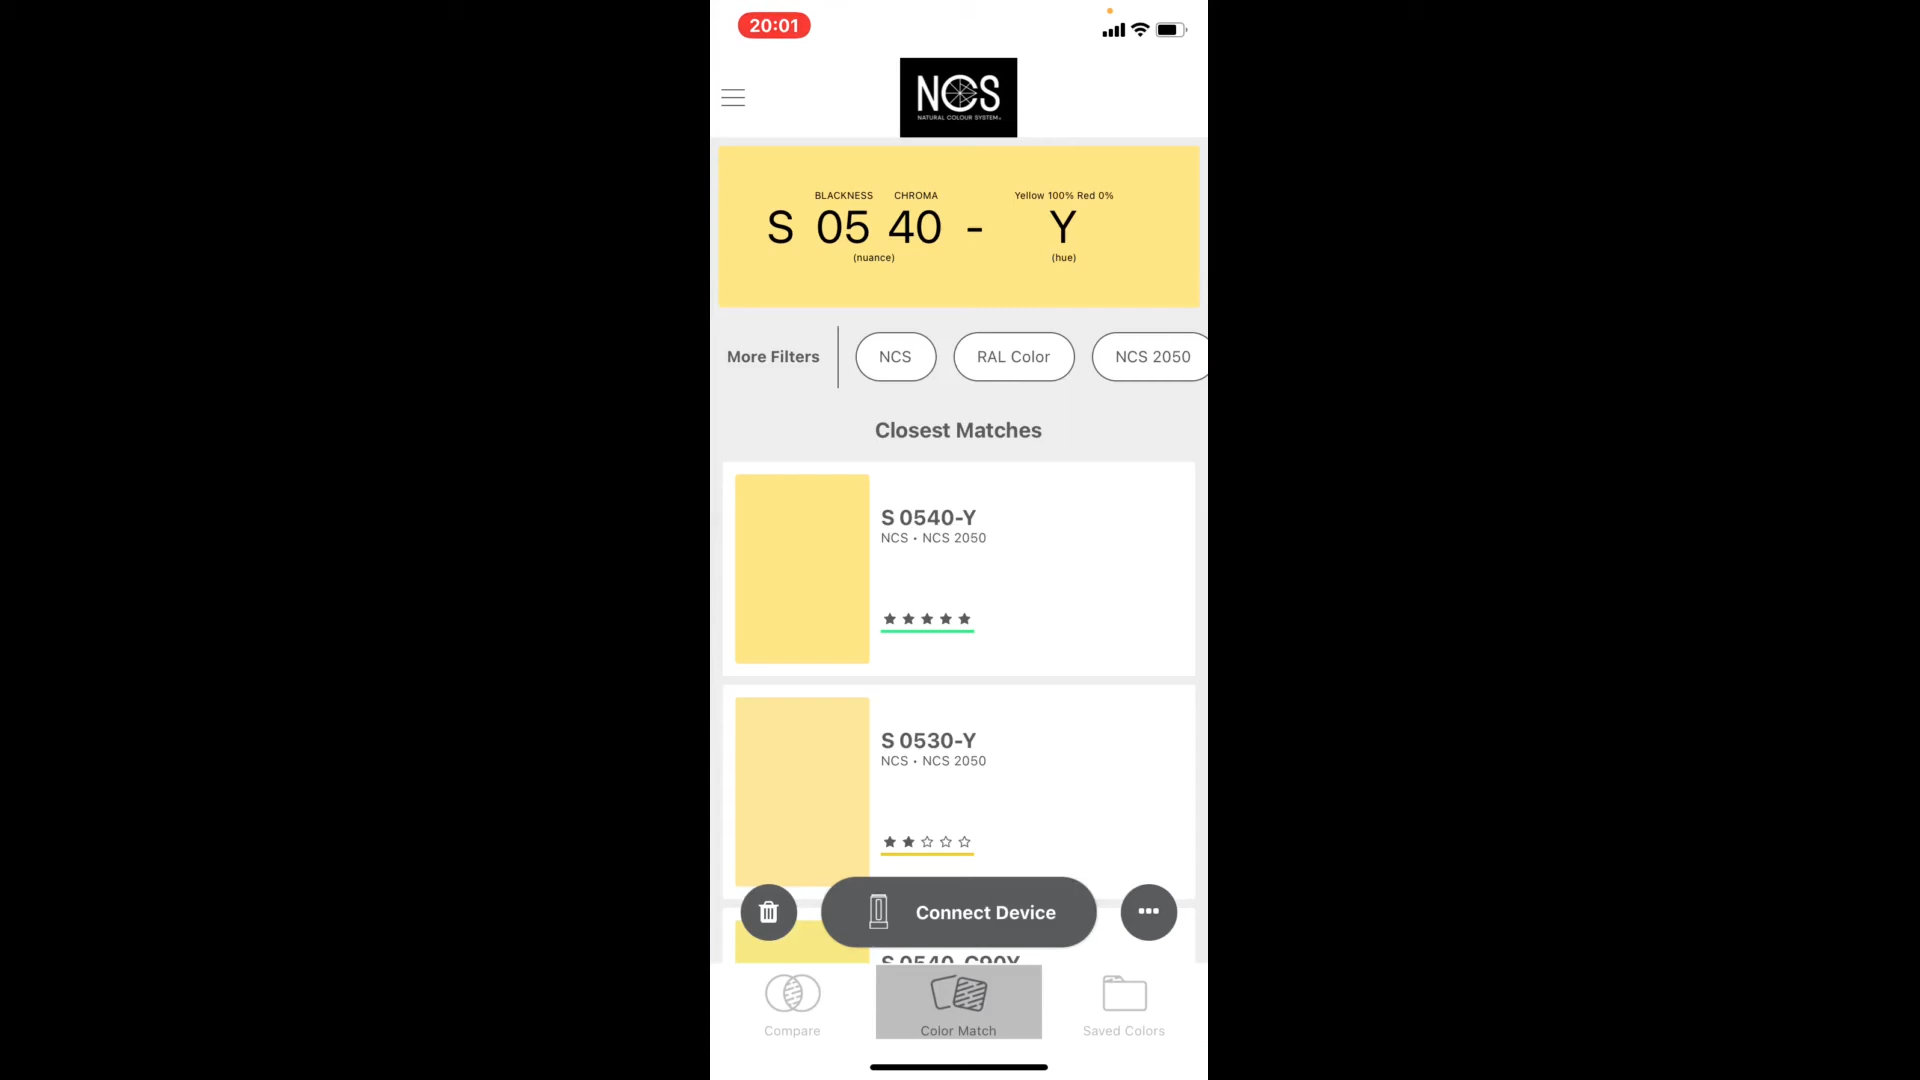 20:01
NCS
NATURAL COLOUR SYSTEM
BLACKNESS CHROMA Yellow 100% Red 0%
S 05 40 - Y
(nuance) (hue)
More Filters NCS RAL Color NCS 2050
Closest Matches
S 0540-Y
NCS • NCS 2050
S 0530-Y
NCS • NCS 2050
Connect Device
S 0540-G90Y
Compare Color Match Saved Colors